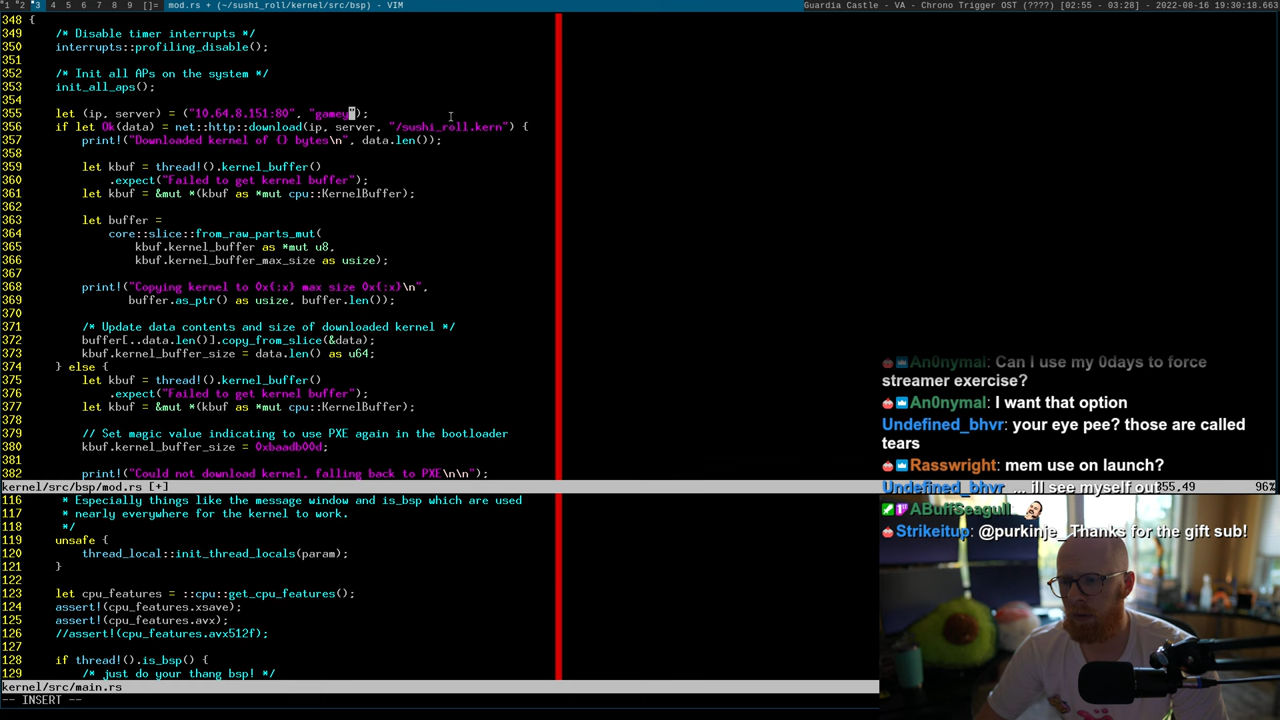 1 2 3 4 5 6 7 8 9 []= mod.rs + (~/sushi_roll/kernel/src/bsp) - VIM
Guardia Castle - VA - Chrono Trigger OST (????) [02:55 - 03:28] - 2022-08-16 19:30:18.663
348 {
349     /* Disable timer interrupts */
350     interrupts::profiling_disable();
351
352     /* Init all APs on the system */
353     init_all_aps();
354
355     let (ip, server) = ("10.64.8.151:80", "gamey");
356     if let Ok(data) = net::http::download(ip, server, "/sushi_roll.kern") {
357         print!("Downloaded kernel of {} bytes\n", data.len());
358
359         let kbuf = thread!().kernel_buffer()
360             .expect("Failed to get kernel buffer");
361         let kbuf = &mut *(kbuf as *mut cpu::KernelBuffer);
362
363         let buffer =
364             core::slice::from_raw_parts_mut(
365                 kbuf.kernel_buffer as *mut u8,
366                 kbuf.kernel_buffer_max_size as usize);
367
368         print!("Copying kernel to 0x{:x} max size 0x{:x}\n",
369                buffer.as_ptr() as usize, buffer.len());
370
371         /* Update data contents and size of downloaded kernel */
372         buffer[..data.len()].copy_from_slice(&data);
373         kbuf.kernel_buffer_size = data.len() as u64;
374     } else {
375         let kbuf = thread!().kernel_buffer()
376             .expect("Failed to get kernel buffer");
377         let kbuf = &mut *(kbuf as *mut cpu::KernelBuffer);
378
379         // Set magic value indicating to use PXE again in the bootloader
380         kbuf.kernel_buffer_size = 0xbaadb00d;
381
382         print!("Could not download kernel, falling back to PXE\n\n");
kernel/src/bsp/mod.rs [+] 355,49 96%
116      * Especially things like the message window and is_bsp which are used
117      * nearly everywhere for the kernel to work.
118      */
119     unsafe {
120         thread_local::init_thread_locals(param);
121     }
122
123     let cpu_features = ::cpu::get_cpu_features();
124     assert!(cpu_features.xsave);
125     assert!(cpu_features.avx);
126     //assert!(cpu_features.avx512f);
127
128     if thread!().is_bsp() {
129         /* just do your thang bsp! */
kernel/src/main.rs
-- INSERT --
An0nymal: Can I use my 0days to force
streamer exercise?
An0nymal: I want that option
Undefined_bhvr: your eye pee? those are called
tears
Rasswright: mem use on launch?
Undefined_bhvr: ... ill see myself out
ABuffSeagull
Strikeitup: @purkinje_ Thanks for the gift sub!